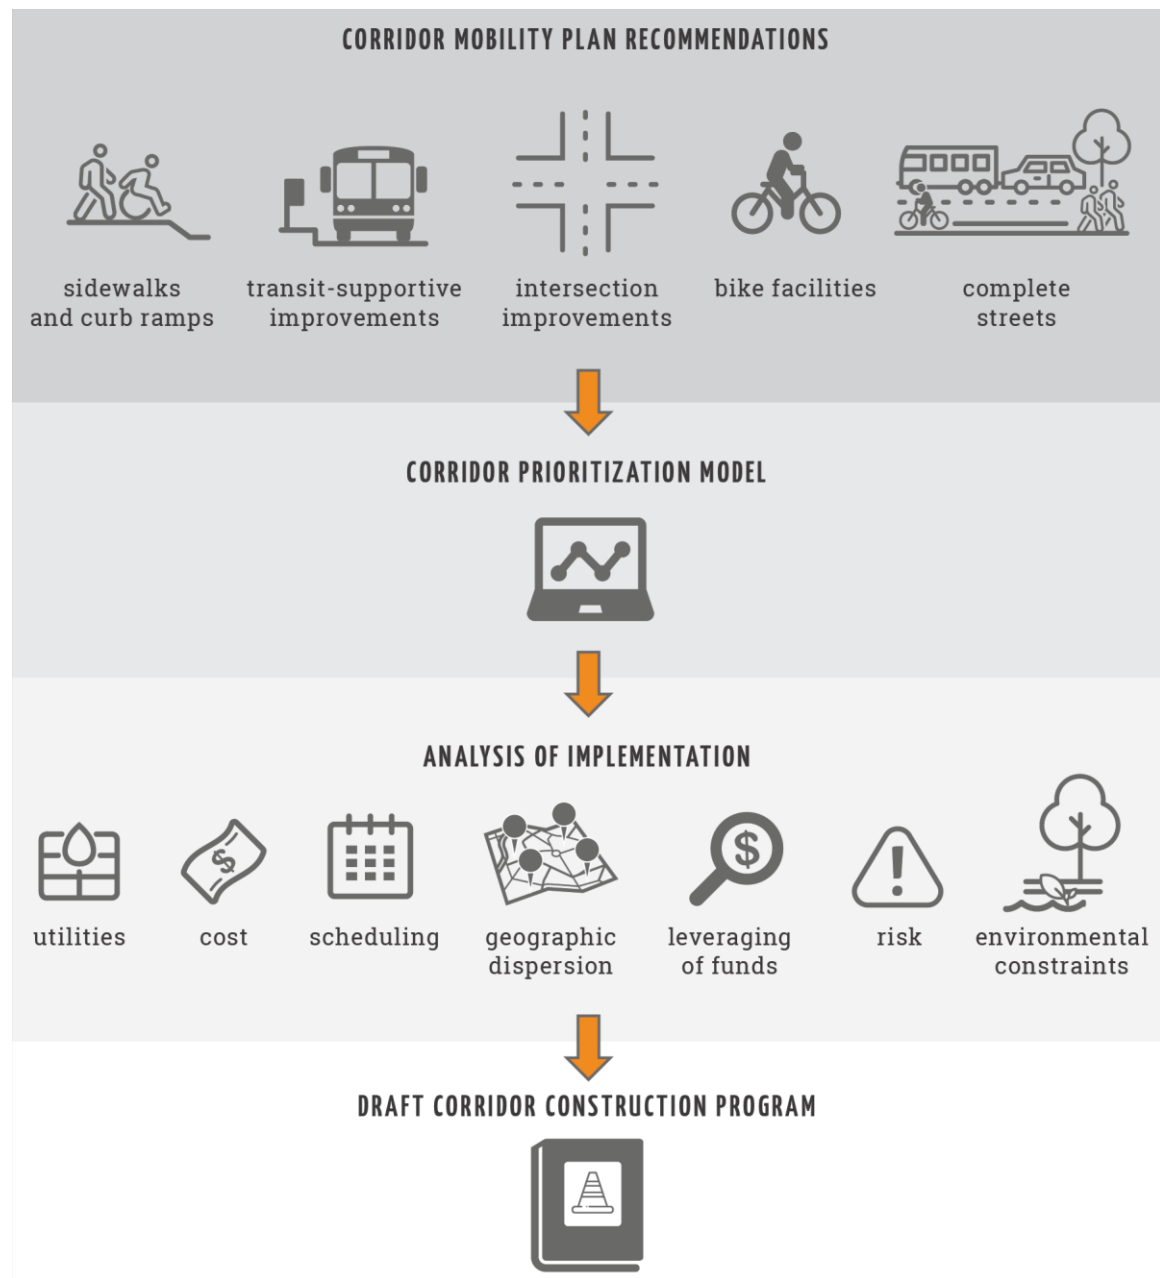 CORRIDOR MOBILITY PLAN RECOMMENDATIONS
sidewalks
and curb ramps
transit-supportive
improvements
intersection
improvements
bike facilities
complete
streets
CORRIDOR PRIORITIZATION MODEL
ANALYSIS OF IMPLEMENTATION
$
$
utilities
cost
scheduling
geographic
dispersion
leveraging
of funds
risk
environmental
constraints
DRAFT CORRIDOR CONSTRUCTION PROGRAM